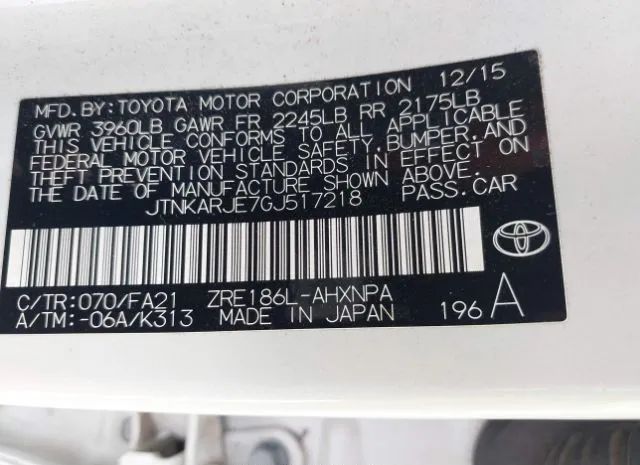 MFD.BY:TOYOTA MOTOR CORPORATION 12/15
GVWR 3960LB GAWR FR 2245LB RR 2175LB
THIS VEHICLE CONFORMS TO ALL APPLICABLE
FEDERAL MOTOR VEHICLE SAFETY,BUMPER,AND
THEFT PREVENTION STANDARDS IN EFFECT ON
THE DATE OF MANUFACTURE SHOWN ABOVE.
JTNKARJE7GJ517218 PASS.CAR
C/TR:070/FA21 ZRE186L-AHXNPA
A/TM:-06A/K313 MADE IN JAPAN 196 A